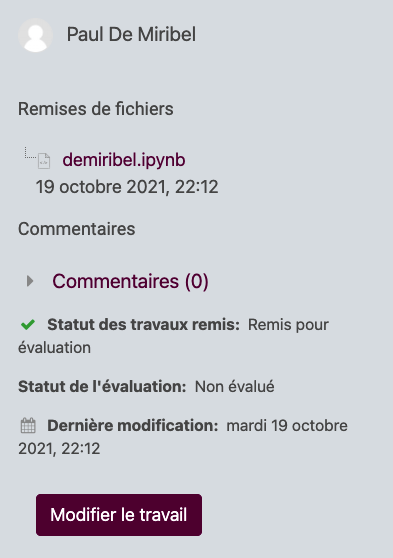 Paul De Miribel
Remises de fichiers
demiribel.ipynb
19 octobre 2021, 22:12
Commentaires
Commentaires (0)
Statut des travaux remis: Remis pour
évaluation
Statut de l'évaluation: Non évalué
Dernière modification: mardi 19 octobre
2021, 22:12
Modifier le travail